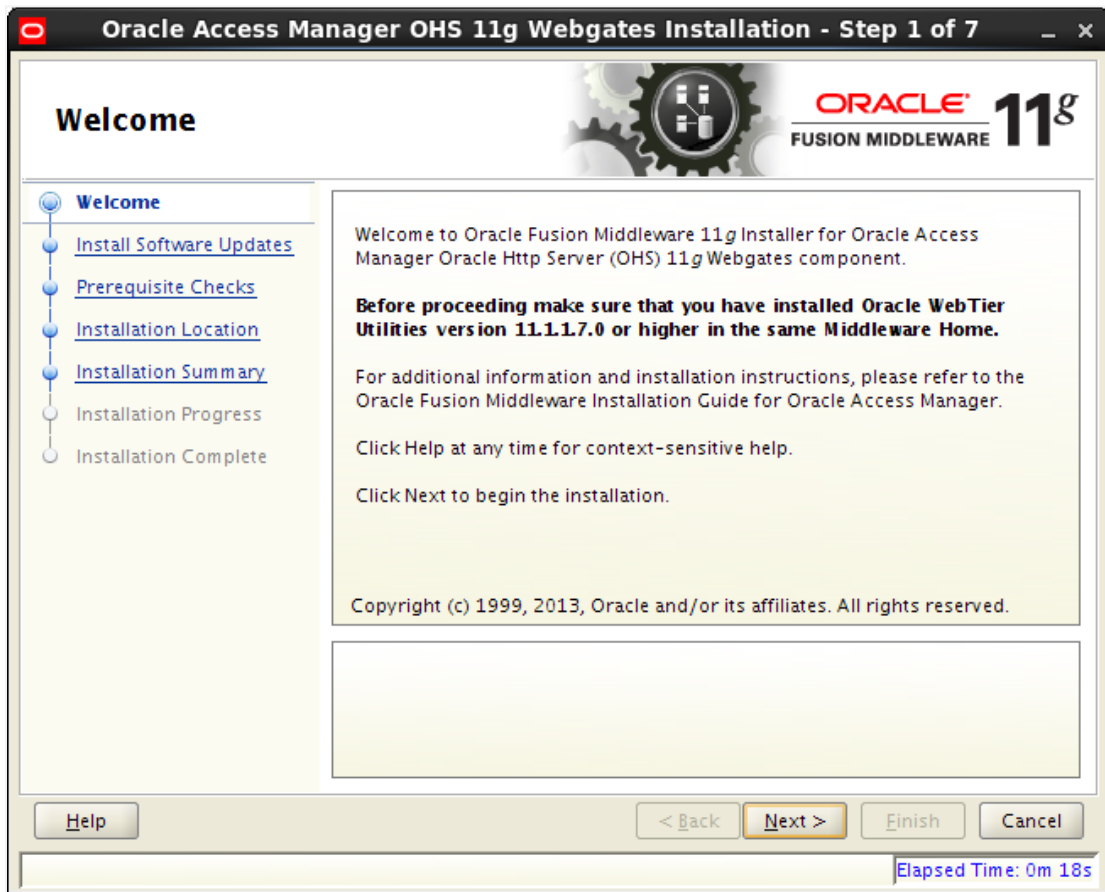 Oracle Access Manager OHS 11g Webgates Installation - Step 1 of 7
Welcome
ORACLE
FUSION MIDDLEWARE
11g
Welcome
Install Software Updates
Prerequisite Checks
Installation Location
Installation Summary
Installation Progress
Installation Complete
Welcome to Oracle Fusion Middleware 11g Installer for Oracle Access
Manager Oracle Http Server (OHS) 11g Webgates component.
Before proceeding make sure that you have installed Oracle WebTier
Utilities version 11.1.1.7.0 or higher in the same Middleware Home.
For additional information and installation instructions, please refer to the
Oracle Fusion Middleware Installation Guide for Oracle Access Manager.
Click Help at any time for context-sensitive help.
Click Next to begin the installation.
Copyright (c) 1999, 2013, Oracle and/or its affiliates. All rights reserved.
Help
< Back
Next >
Finish
Cancel
Elapsed Time: 0m 18s